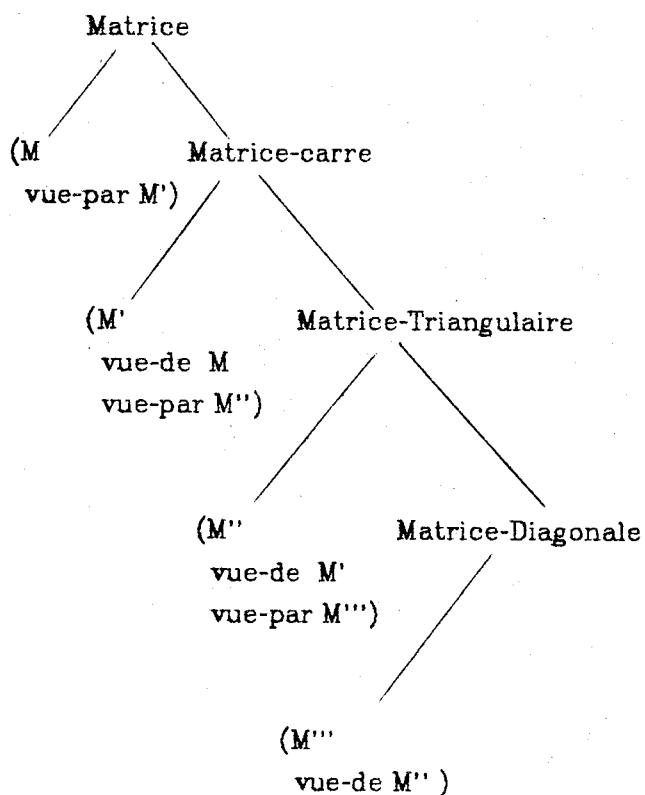 Matrice
(M Matrice-carre
vue-par M')
(M' Matrice-Triangulaire
vue-de M
vue-par M'')
(M'' Matrice-Diagonale
vue-de M'
vue-par M''')
(M'''
vue-de M'' )